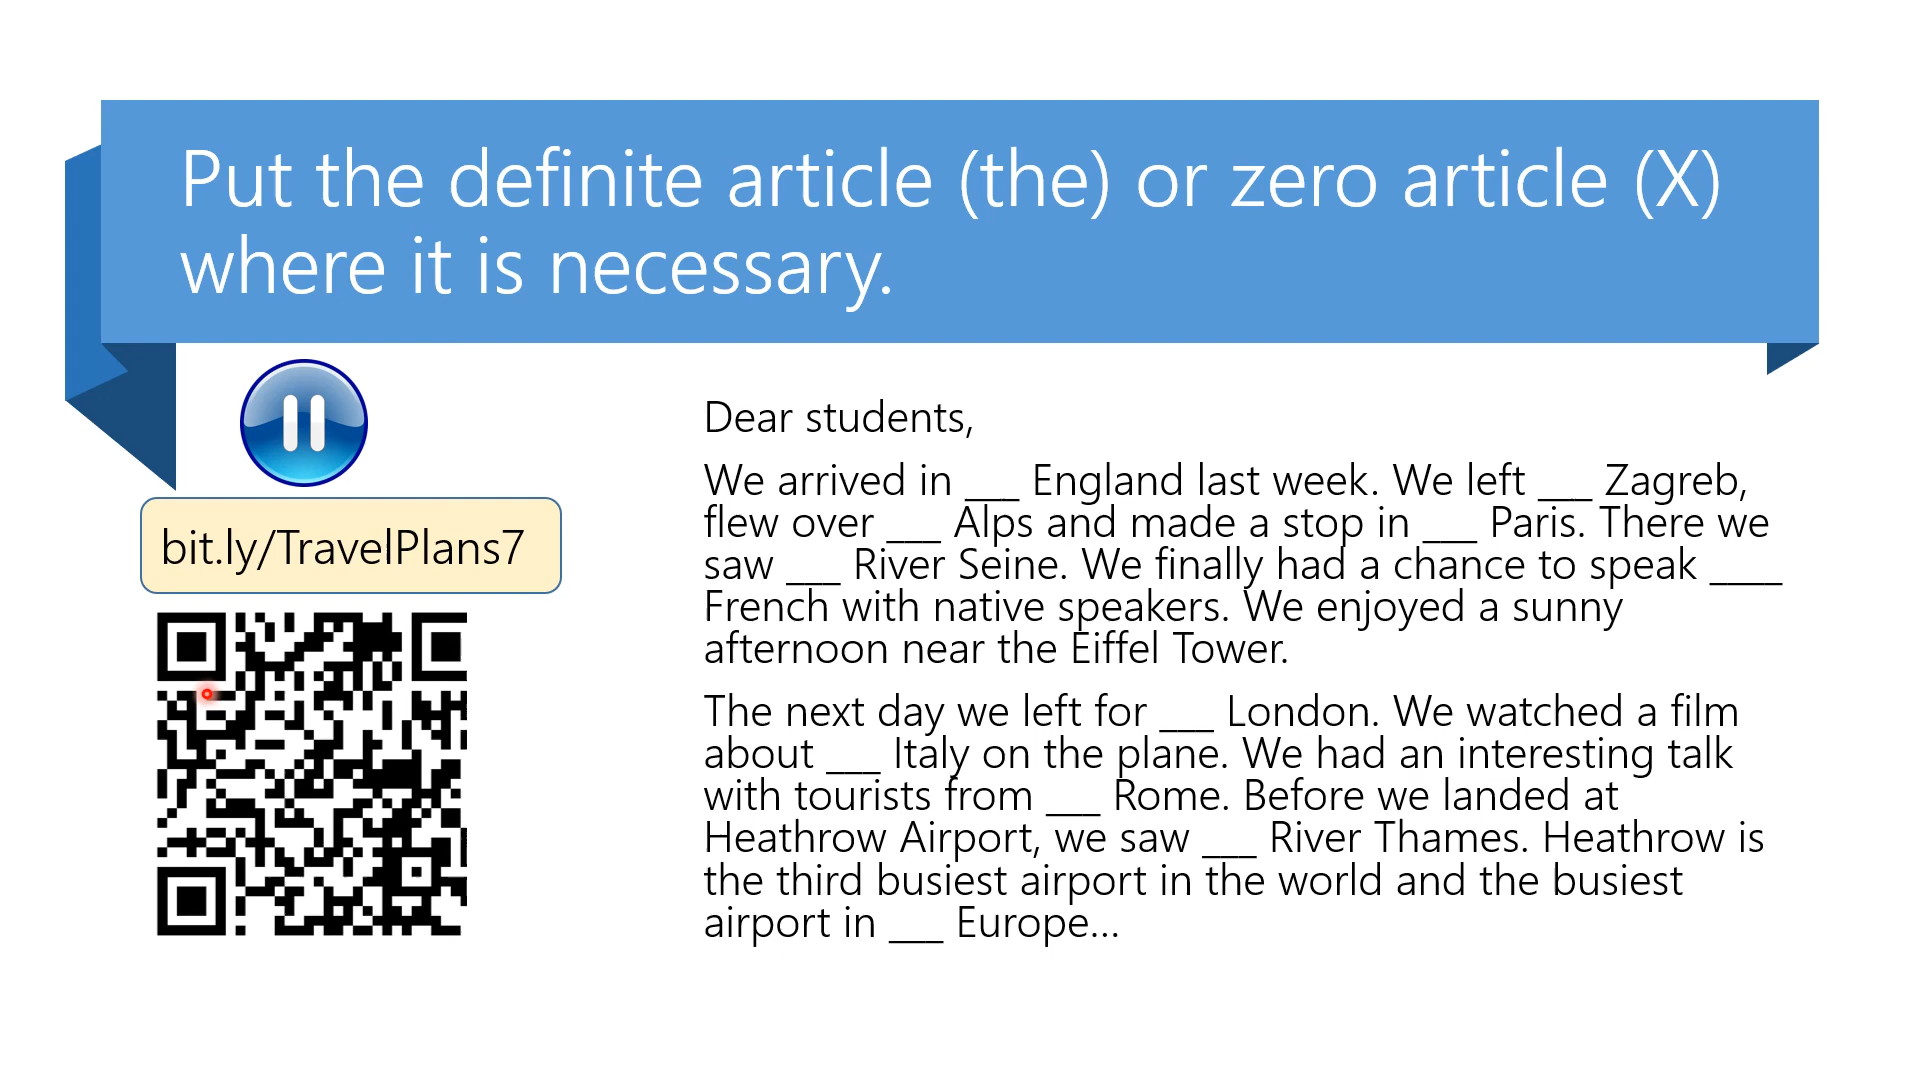 Put the definite article (the) or zero article (X)
where it is necessary.
bit.ly/TravelPlans7
Dear students,
We arrived in ___ England last week. We left ___ Zagreb,
flew over ___ Alps and made a stop in ___ Paris. There we
saw ___ River Seine. We finally had a chance to speak ____
French with native speakers. We enjoyed a sunny
afternoon near the Eiffel Tower.
The next day we left for ___ London. We watched a film
about ___ Italy on the plane. We had an interesting talk
with tourists from ___ Rome. Before we landed at
Heathrow Airport, we saw ___ River Thames. Heathrow is
the third busiest airport in the world and the busiest
airport in ___ Europe...